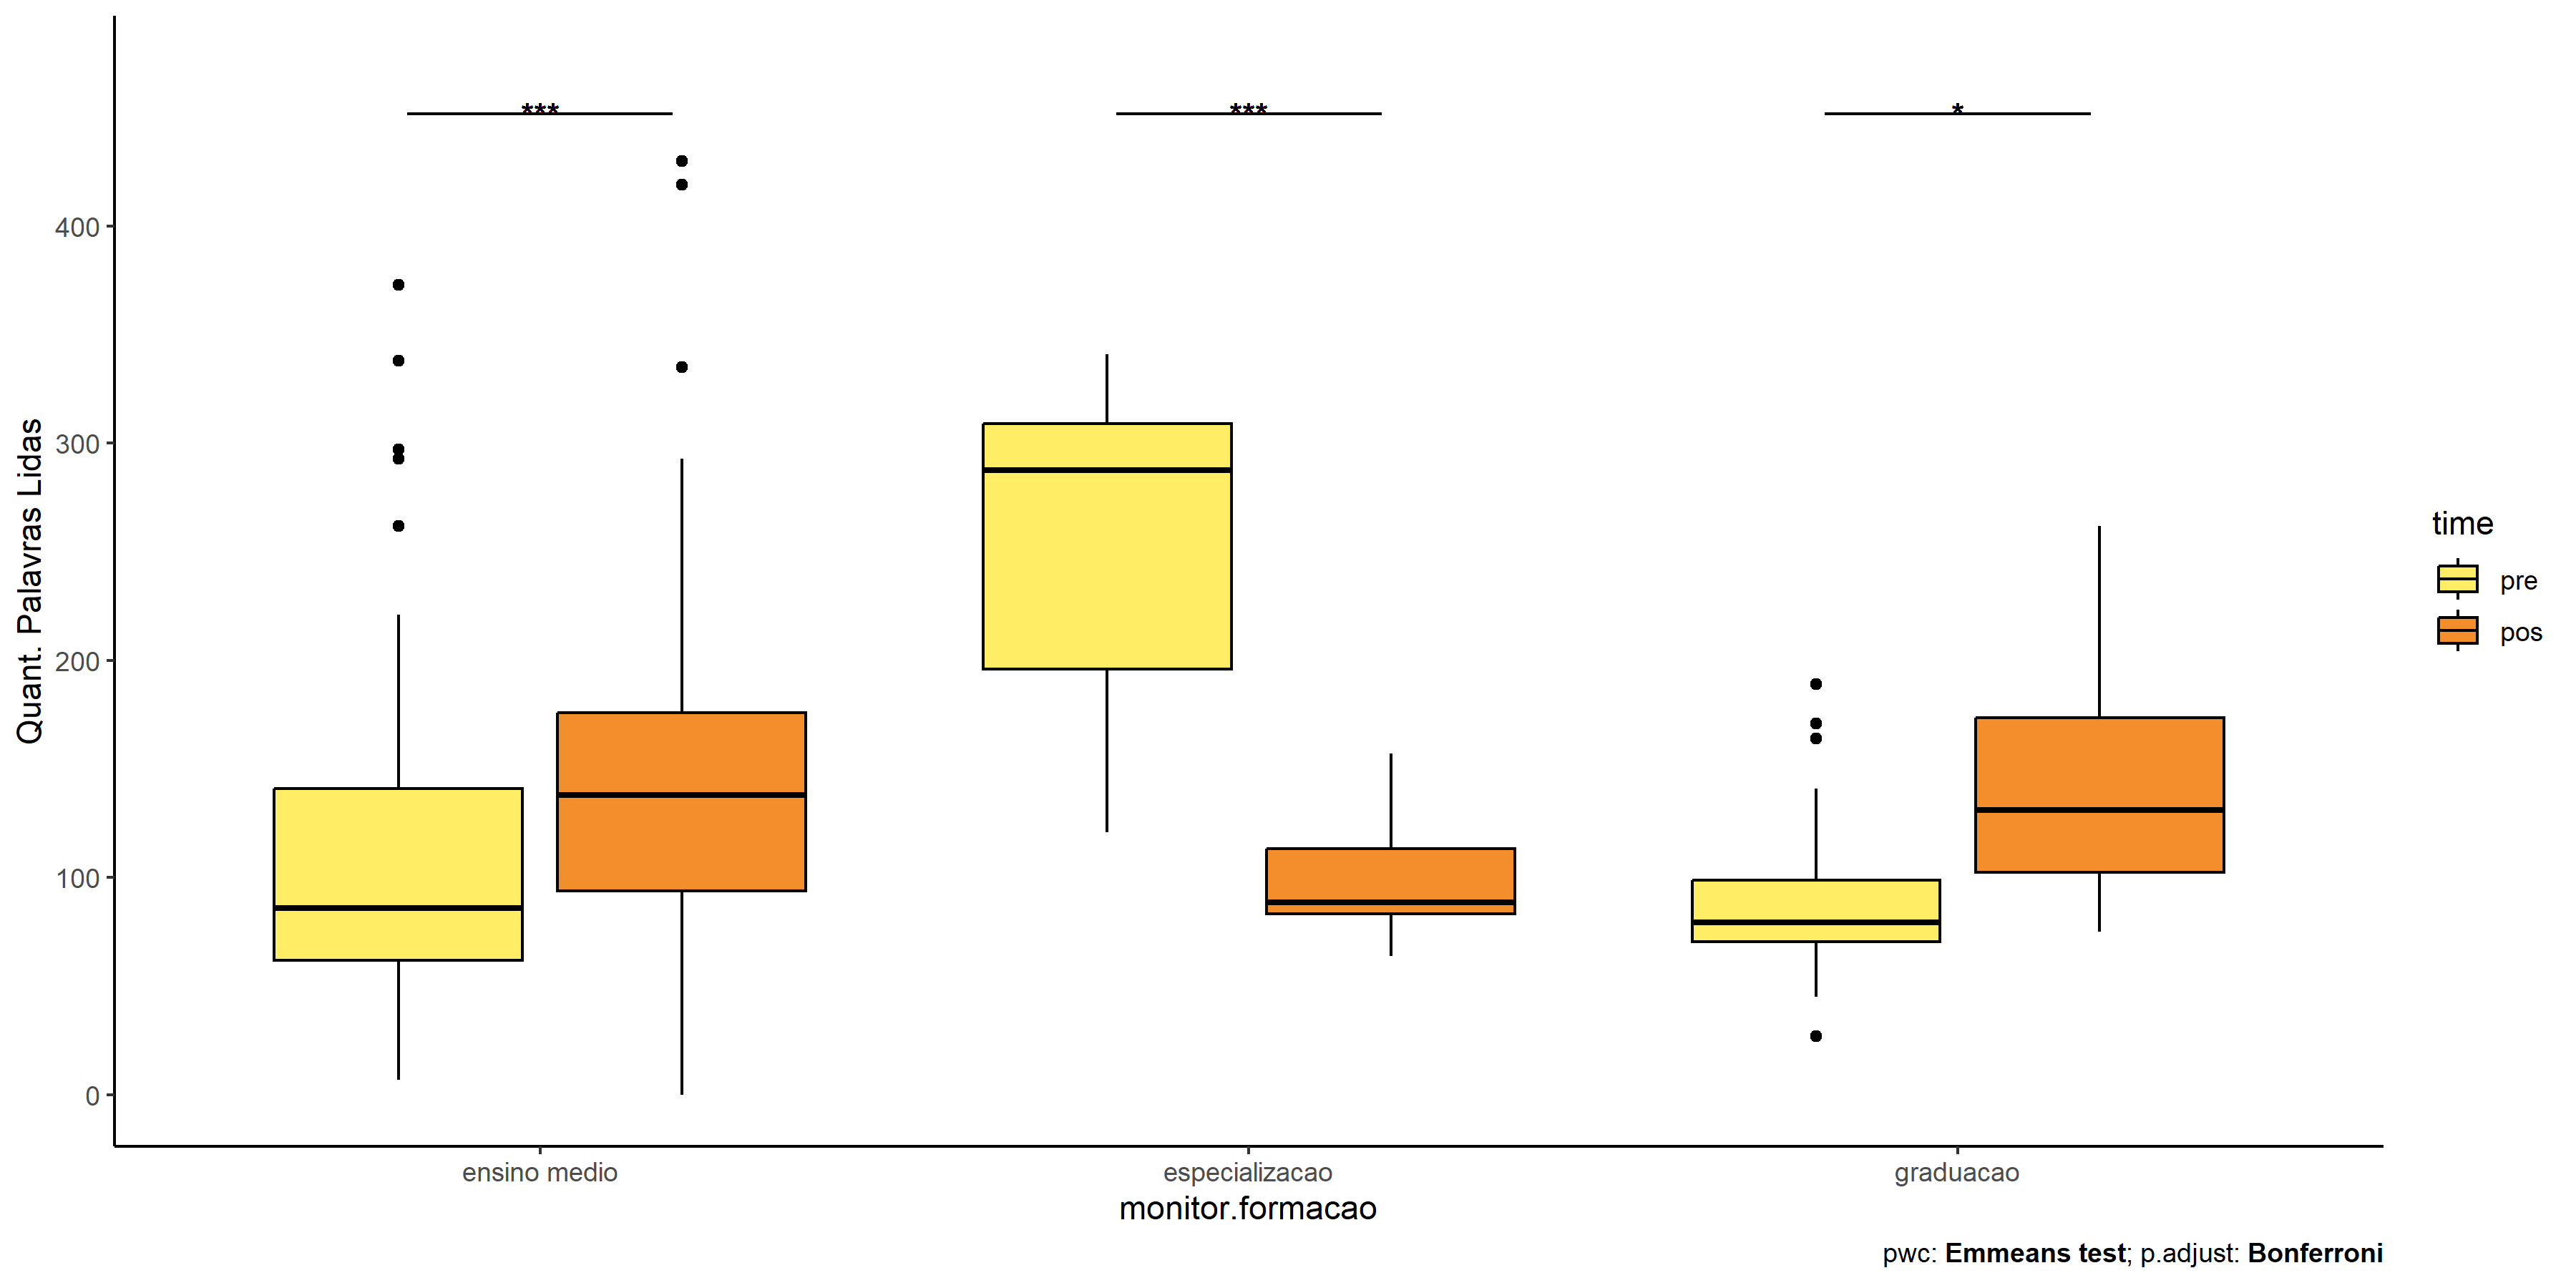 *** *** *
400
300
200
100
0
Quant. Palavras Lidas
ensino medio especializacao graduacao
monitor.formacao
time
pre
pos
pwc: Emmeans test; p.adjust: Bonferroni